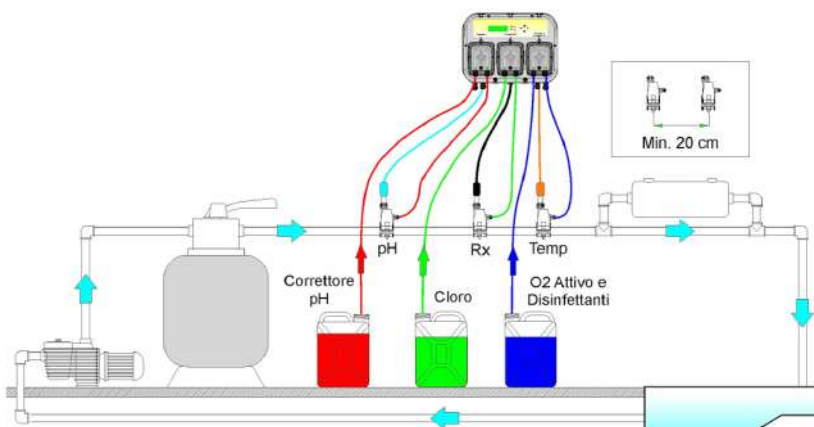 Min. 20 cm
pH
Rx
Temp
Correttore
pH
Cloro
O2 Attivo e
Disinfettanti